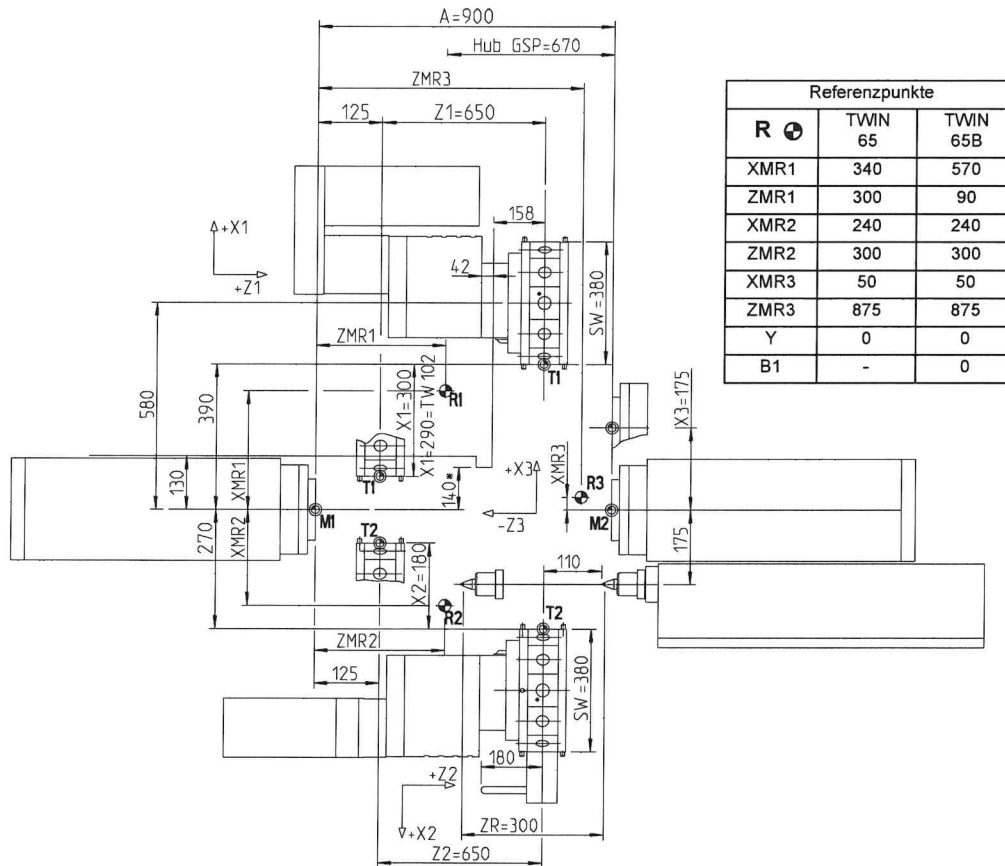 A=900
Hub GSP=670
ZMR3
125
Z1=650
Referenzpunkte
R
TWIN 65
TWIN 65B
XMR1 340 570
ZMR1 300 90
XMR2 240 240
ZMR2 300 300
XMR3 50 50
ZMR3 875 875
Y 0 0
B1 - 0
+X1
+Z1
158
42
SW=380
ZMR1
T1
R1
580
390
X1=300
X1=290=TW102
X3=175
130
XMR1
T1
140*
+X3
XMR3
R3
M1
-Z3
M2
270
XMR2
T2
X2=180
175
110
R2
T2
ZMR2
125
SW=380
180
+Z2
+X2
ZR=300
Z2=650